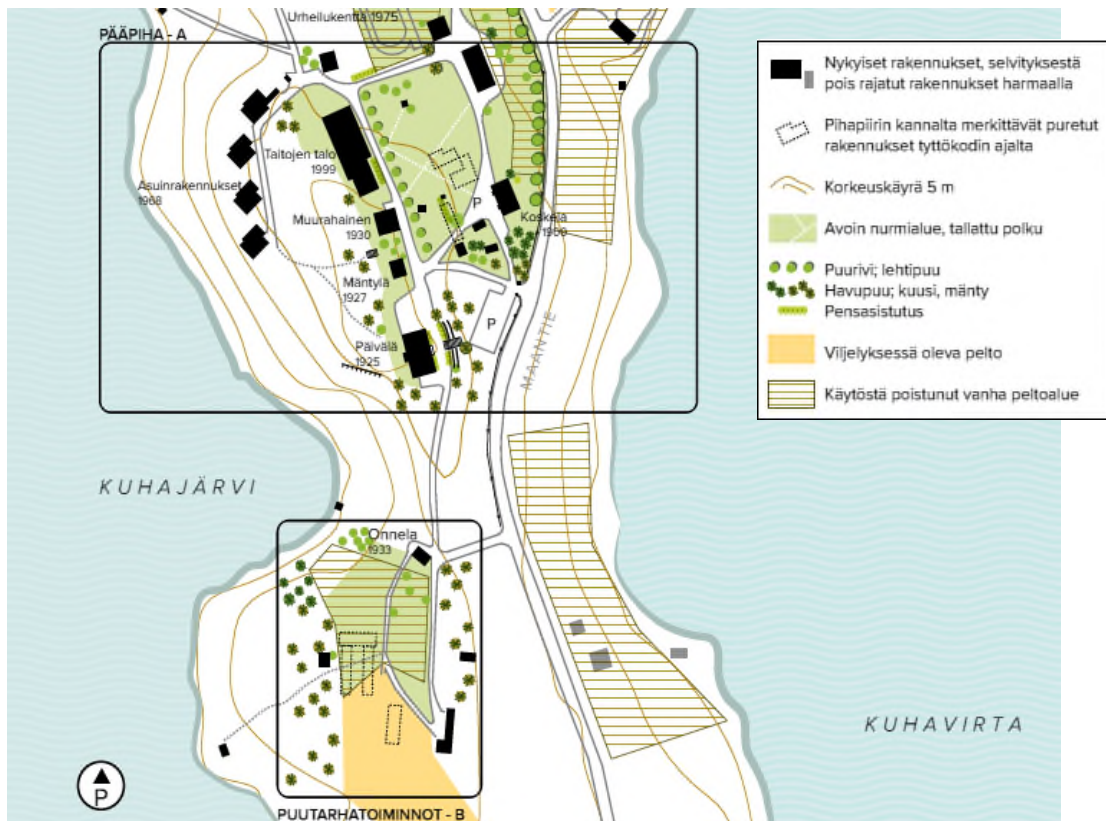 Urheilukenttä 1975
PÄÄPIHA - A
Taitojen talo
1999
Asuinrakennukset
1968
Muurahainen
1930
Koskela
1900
P
Mäntylä
1927
P
Päivälä
1925
MAANTIE
KUHAJÄRVI
Onnela
1933
KUHAVIRTA
P
PUUTARHATOIMINNOT - B
Nykyiset rakennukset, selvityksestä
pois rajatut rakennukset harmaalla
Pihapiirin kannalta merkittävät puretut
rakennukset tyttökodin ajalta
Korkeuskäyrä 5 m
Avoin nurmialue, tallattu polku
Puurivi; lehtipuu
Havupuu; kuusi, mänty
Pensasistutus
Viljelyksessä oleva pelto
Käytöstä poistunut vanha peltoalue